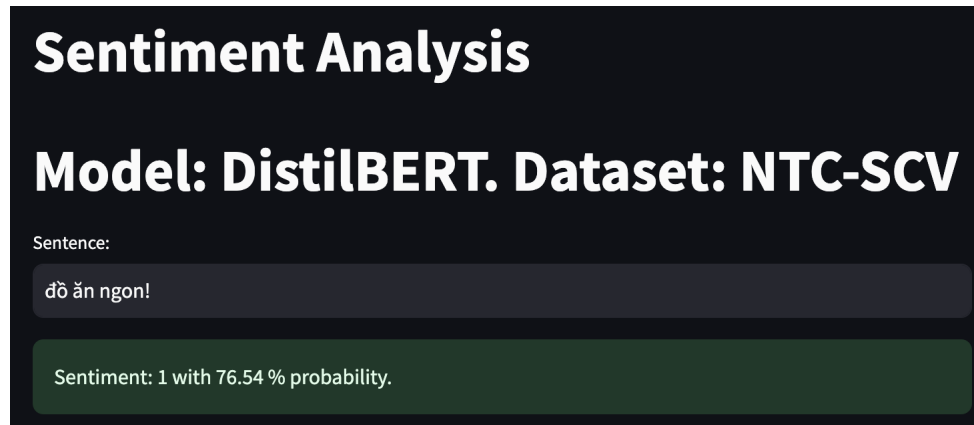 Sentiment Analysis
Model: DistilBERT. Dataset: NTC-SCV
Sentence:
đồ ăn ngon!
Sentiment: 1 with 76.54 % probability.